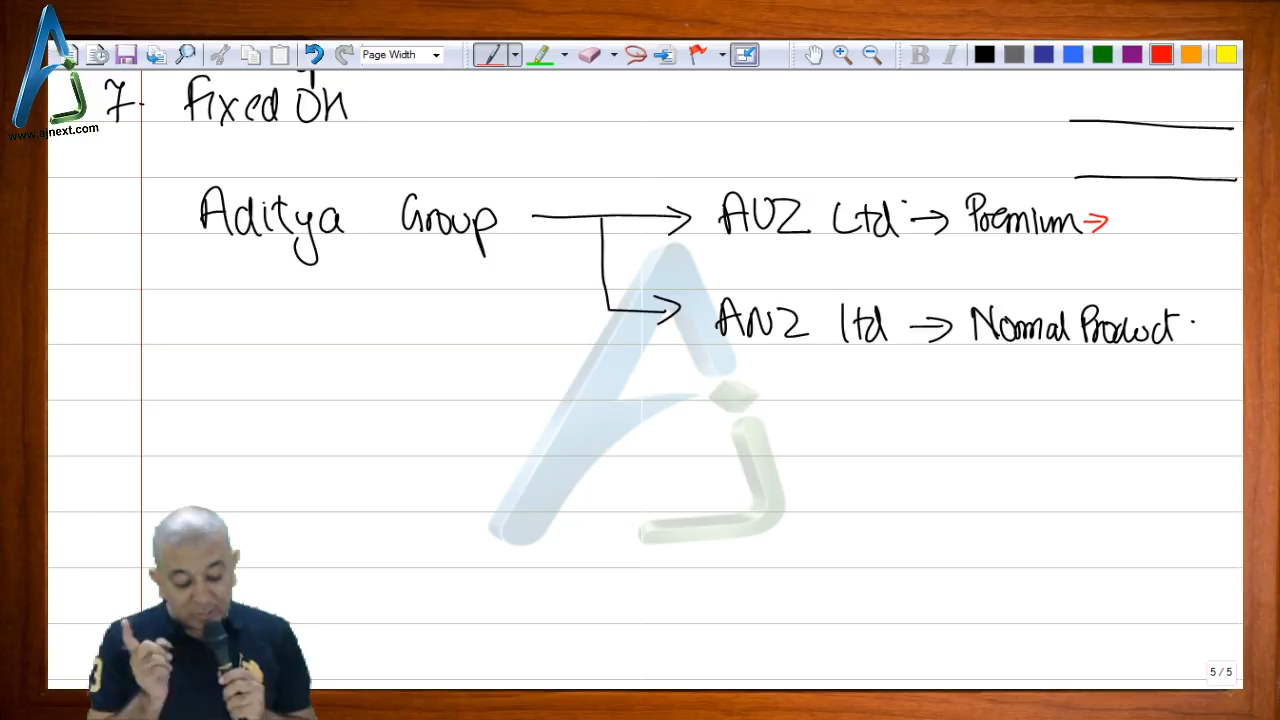 Page Width
B I
www.ajnext.com
7. Fixed OH
Aditya Group → AUZ Ltd → Premium →
ANZ ltd → Normal Product.
3
5 / 5